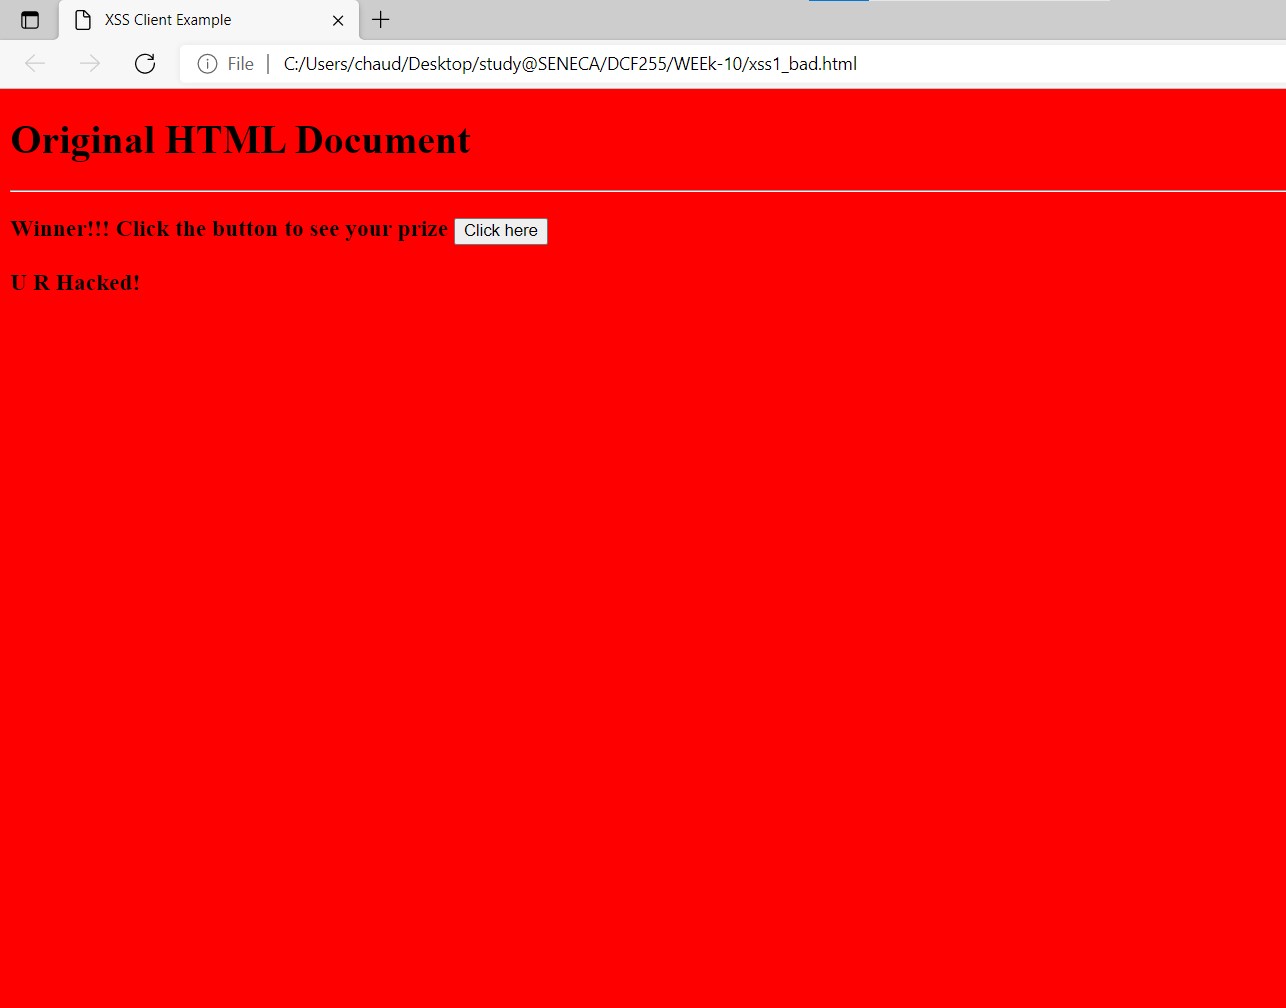 XSS Client Example
File | C:/Users/chaud/Desktop/study@SENECA/DCF255/WEEk-10/xss1_bad.html
Original HTML Document
Winner!!! Click the button to see your prize Click here
U R Hacked!